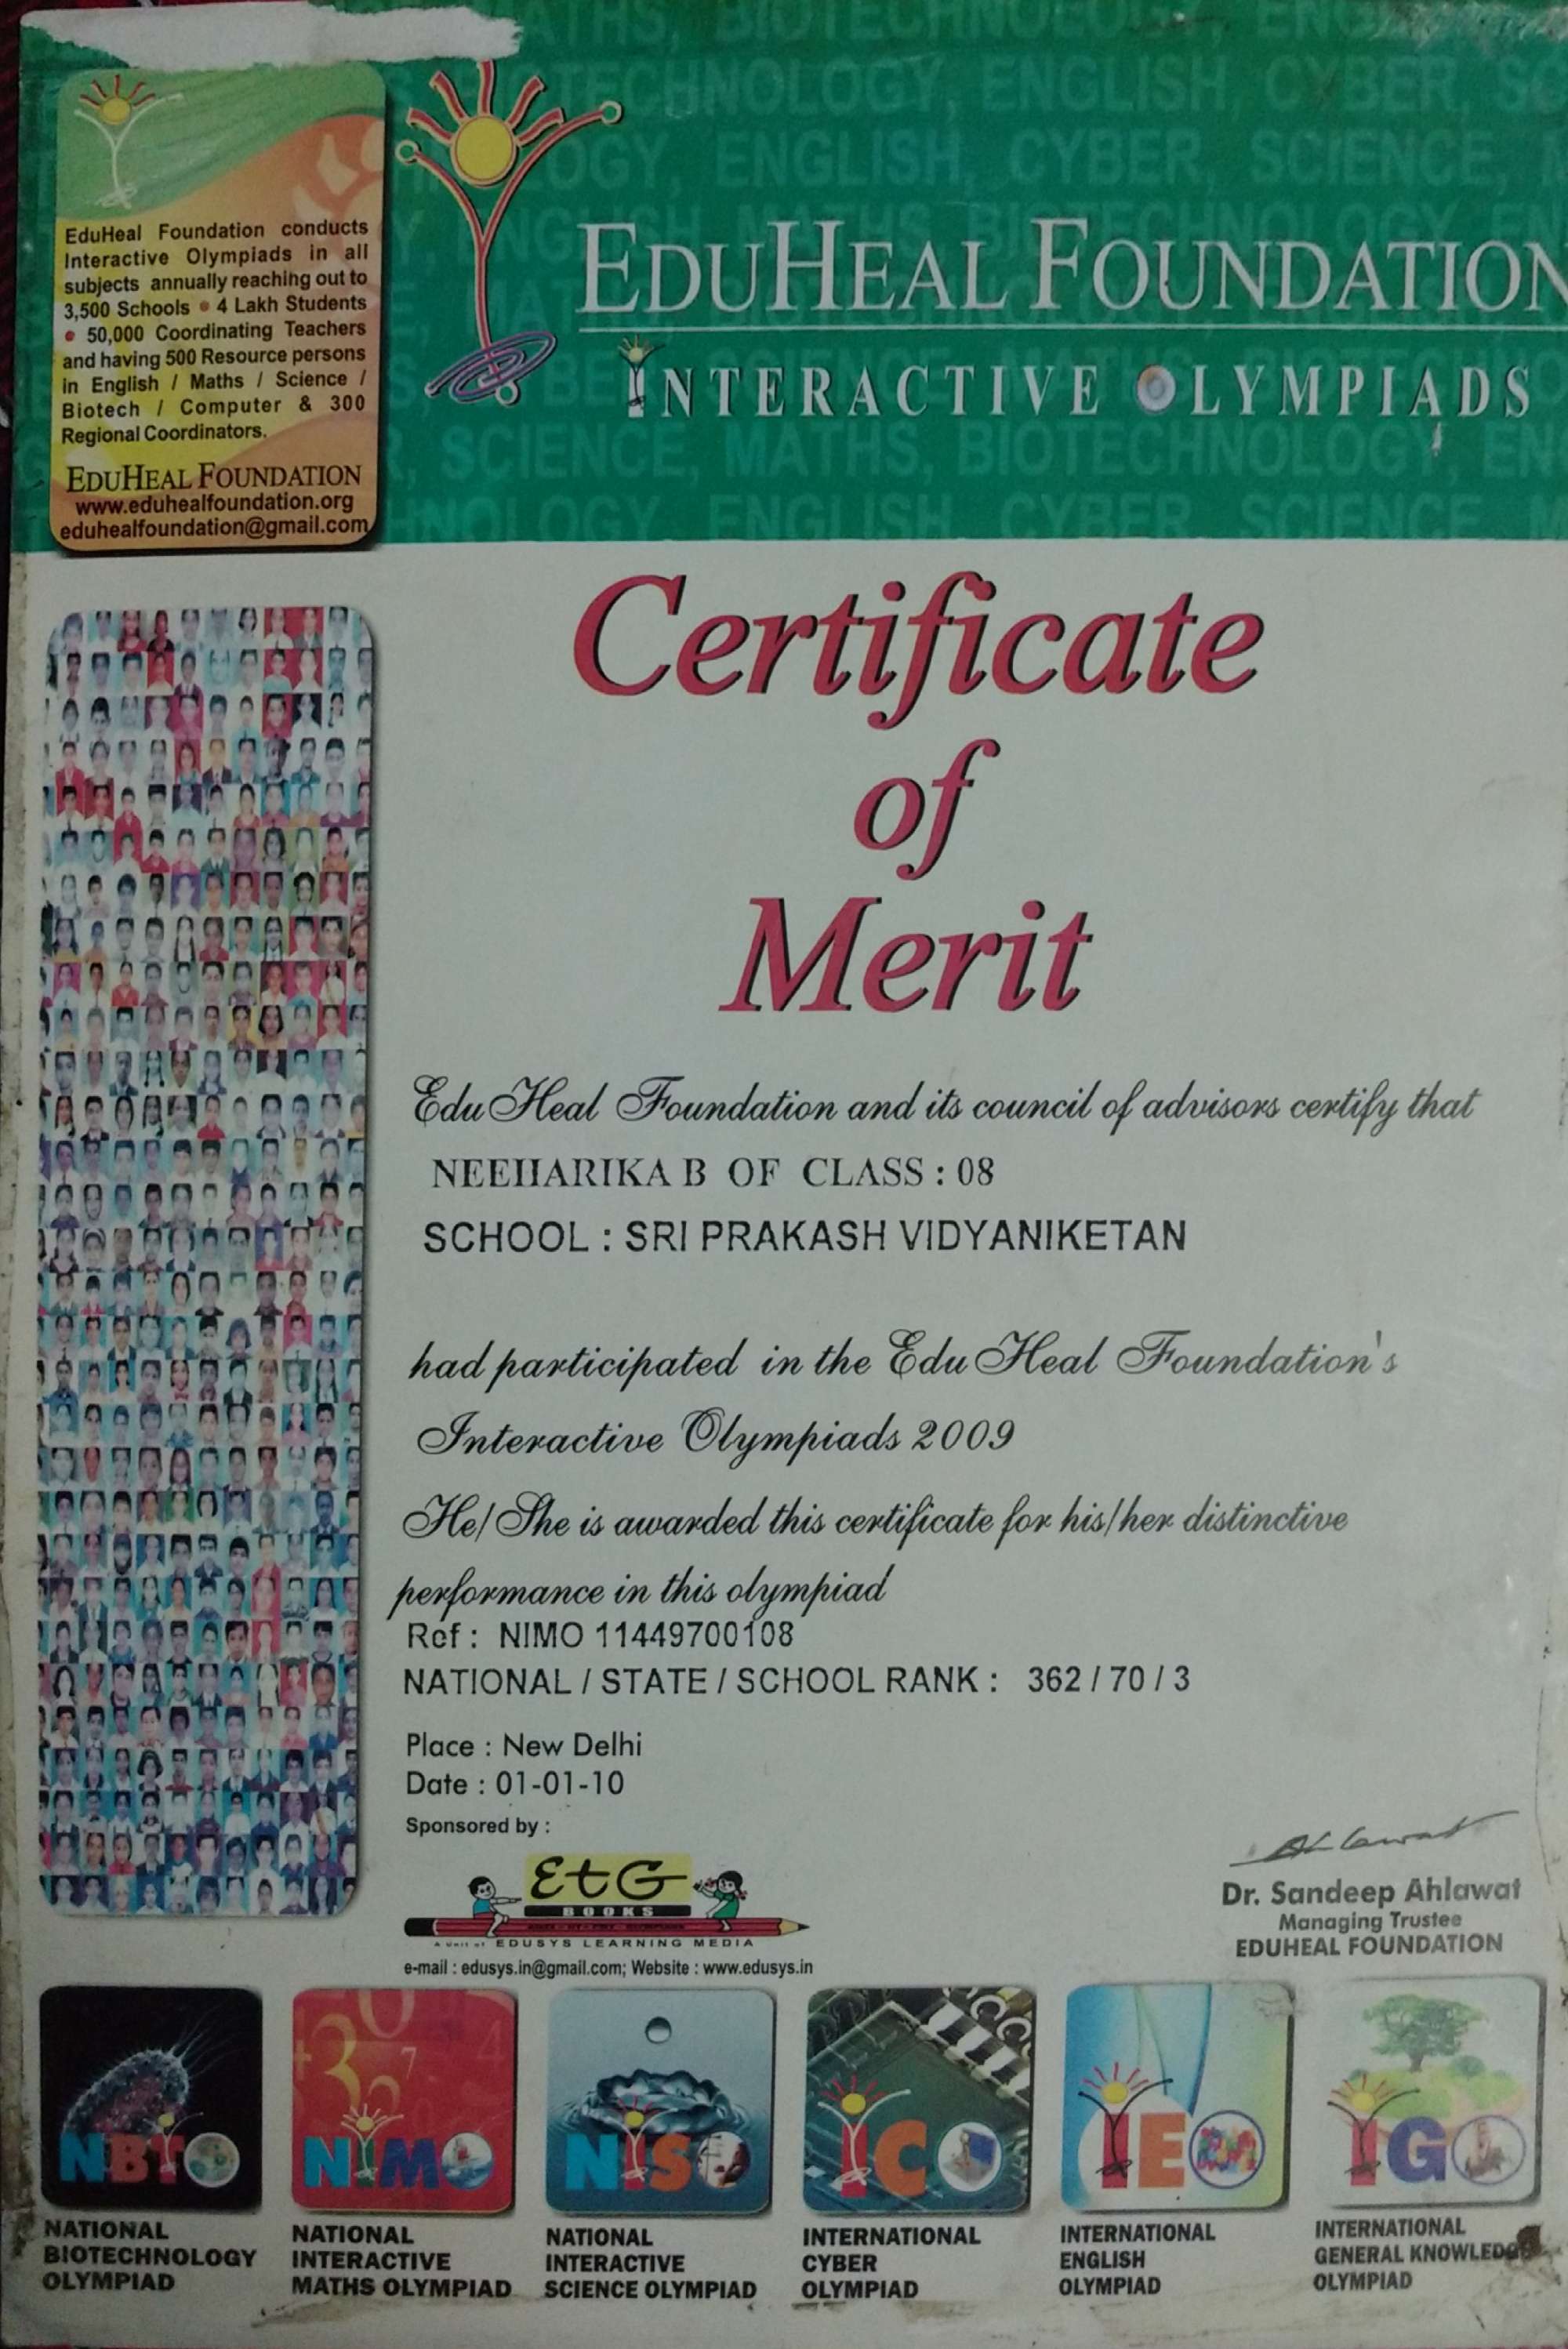 EduHeal Foundation conducts
Interactive Olympiads in all
subjects annually reaching out to
3,500 Schools • 4 Lakh Students
• 50,000 Coordinating Teachers
and having 500 Resource persons
in English / Maths / Science /
Biotech / Computer & 300
Regional Coordinators.
EDUHEAL FOUNDATION
www.eduhealfoundation.org
eduhealfoundation@gmail.com
EDUHEAL FOUNDATION
INTERACTIVE OLYMPIADS
Certificate
of
Merit
EduHeal Foundation and its council of advisors certify that
NEEHARIKA B OF CLASS : 08
SCHOOL : SRI PRAKASH VIDYANIKETAN
had participated in the EduHeal Foundation's
Interactive Olympiads 2009
He/She is awarded this certificate for his/her distinctive
performance in this olympiad
Ref : NIMO 11449700108
NATIONAL / STATE / SCHOOL RANK : 362 / 70 / 3
Place : New Delhi
Date : 01-01-10
Sponsored by :
EtG
BOOKS
A Unit of EDUSYS LEARNING MEDIA
e-mail : edusys.in@gmail.com; Website : www.edusys.in
Dr. Sandeep Ahlawat
Managing Trustee
EDUHEAL FOUNDATION
NBTO
NIMO
NISO
ICO
IEO
IGO
NATIONAL
BIOTECHNOLOGY
OLYMPIAD
NATIONAL
INTERACTIVE
MATHS OLYMPIAD
NATIONAL
INTERACTIVE
SCIENCE OLYMPIAD
INTERNATIONAL
CYBER
OLYMPIAD
INTERNATIONAL
ENGLISH
OLYMPIAD
INTERNATIONAL
GENERAL KNOWLEDGE
OLYMPIAD